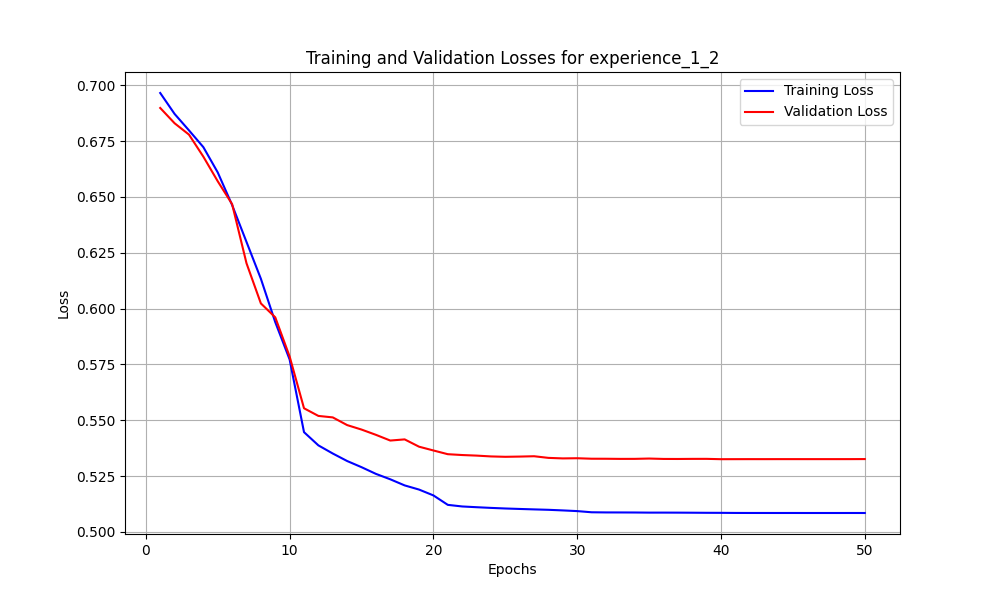 Training and Validation Losses for experience_1_2
Training Loss
Validation Loss
0.700
0.675
0.650
0.625
0.600
0.575
0.550
0.525
0.500
Loss
0 10 20 30 40 50
Epochs